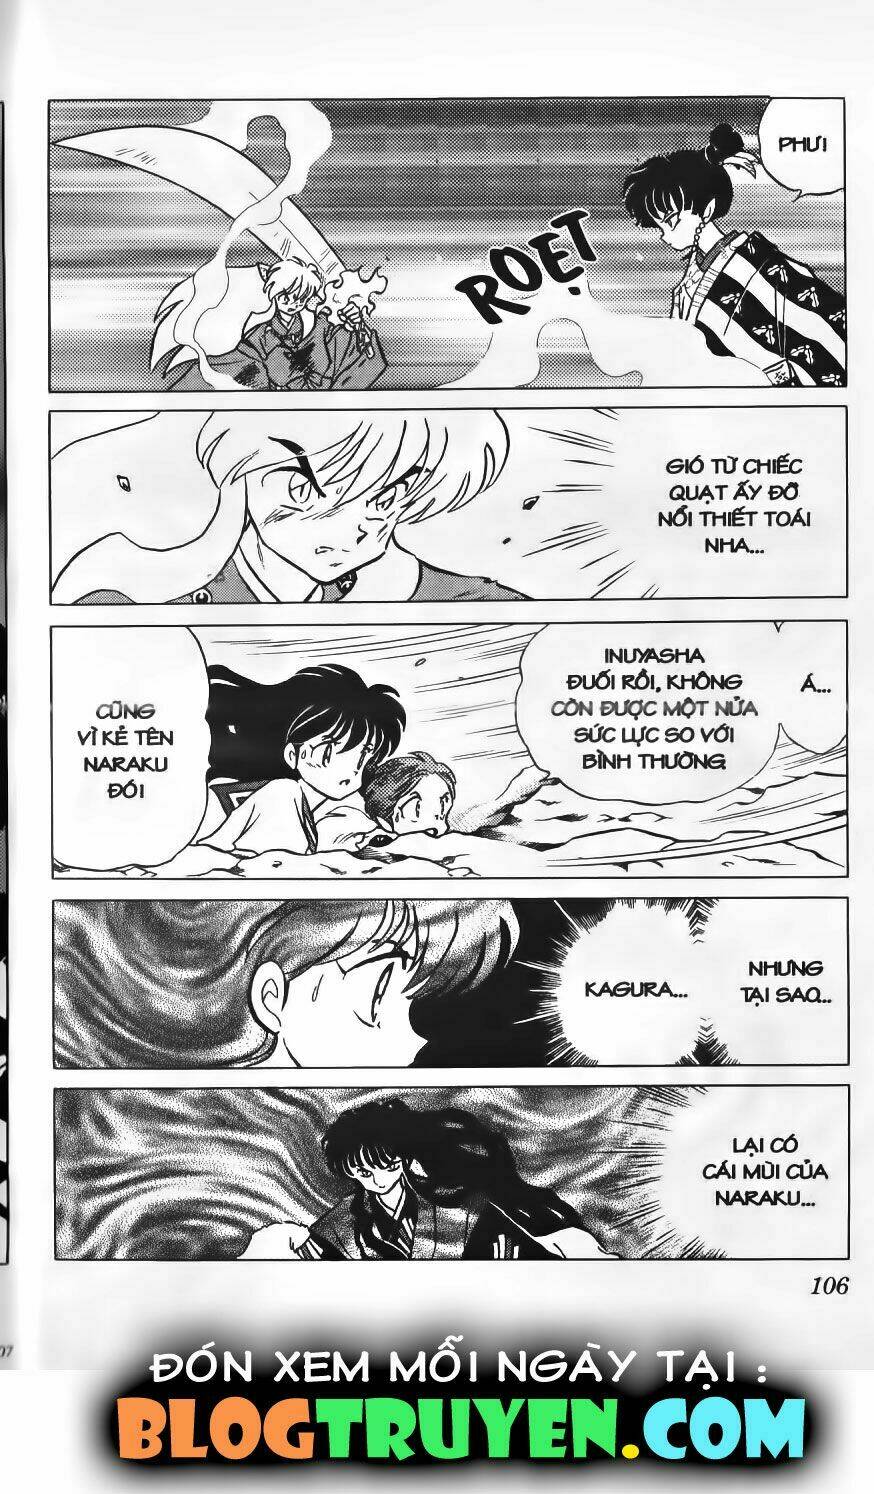 PHƯ!
ROẸT
GIÓ TỪ CHIẾC
QUẠT ẤY ĐỠ
NỔI THIẾT TOÁI
NHA...
Á...
INUYASHA
ĐUỐI RỒI, KHÔNG
CÒN ĐƯỢC MỘT NỬA
SỨC LỰC SO VỚI
BÌNH THƯỜNG
CŨNG
VÌ KẺ TÊN
NARAKU
ĐÓ!
NHƯNG
TẠI SAO...
KAGURA...
LẠI CÓ
CÁI MÙI CỦA
NARAKU...
106
07
ĐÓN XEM MỖI NGÀY TẠI :
BLOGTRUYEN.COM